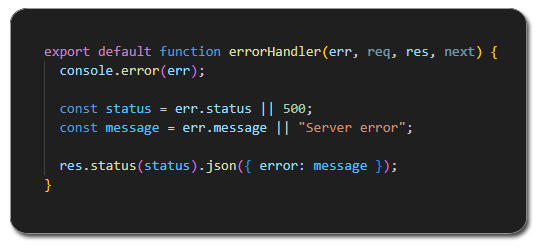 export default function errorHandler(err, req, res, next) {
  console.error(err);

  const status = err.status || 500;
  const message = err.message || "Server error";

  res.status(status).json({ error: message });
}